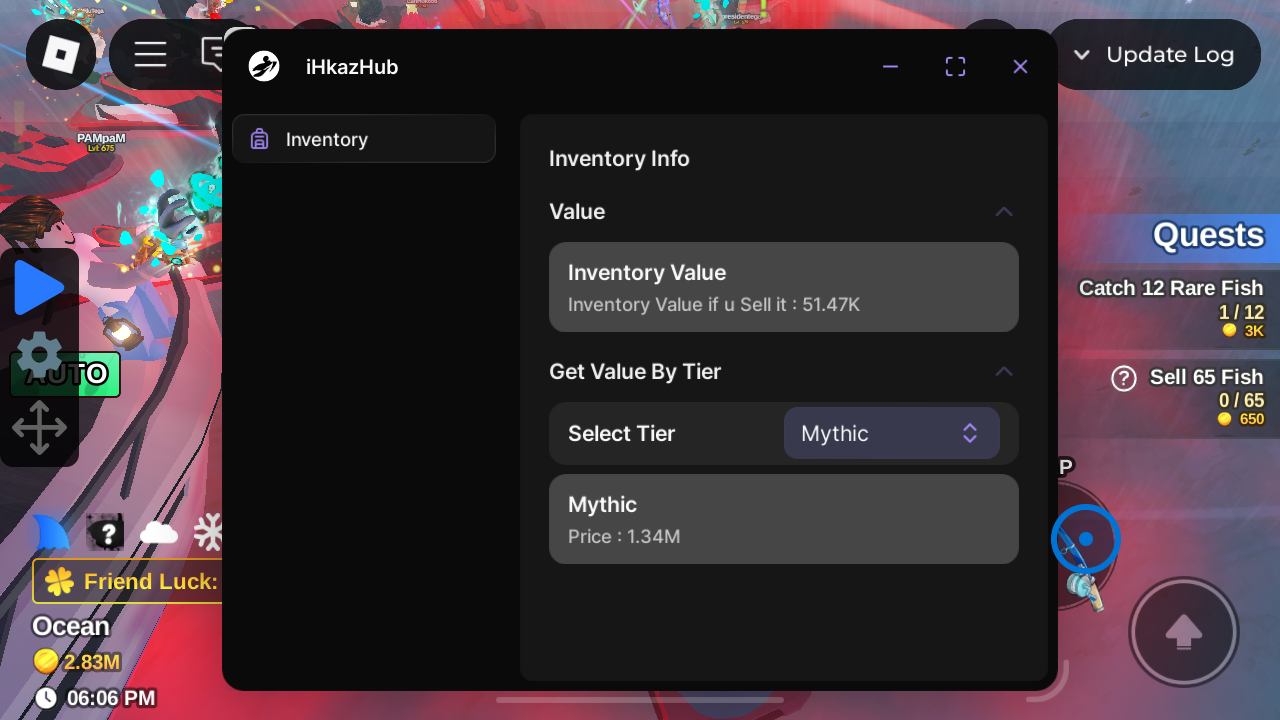 iHkazHub
Update Log
PAMpaM
Lvl: 675
Inventory
Inventory Info
Value
Inventory Value
Inventory Value if u Sell it : 51.47K
Get Value By Tier
Select Tier
Mythic
Mythic
Price : 1.34M
Quests
Catch 12 Rare Fish
1 / 12
3K
? Sell 65 Fish
0 / 65
650
P
AUTO
?
Friend Luck:
Ocean
2.83M
06:06 PM